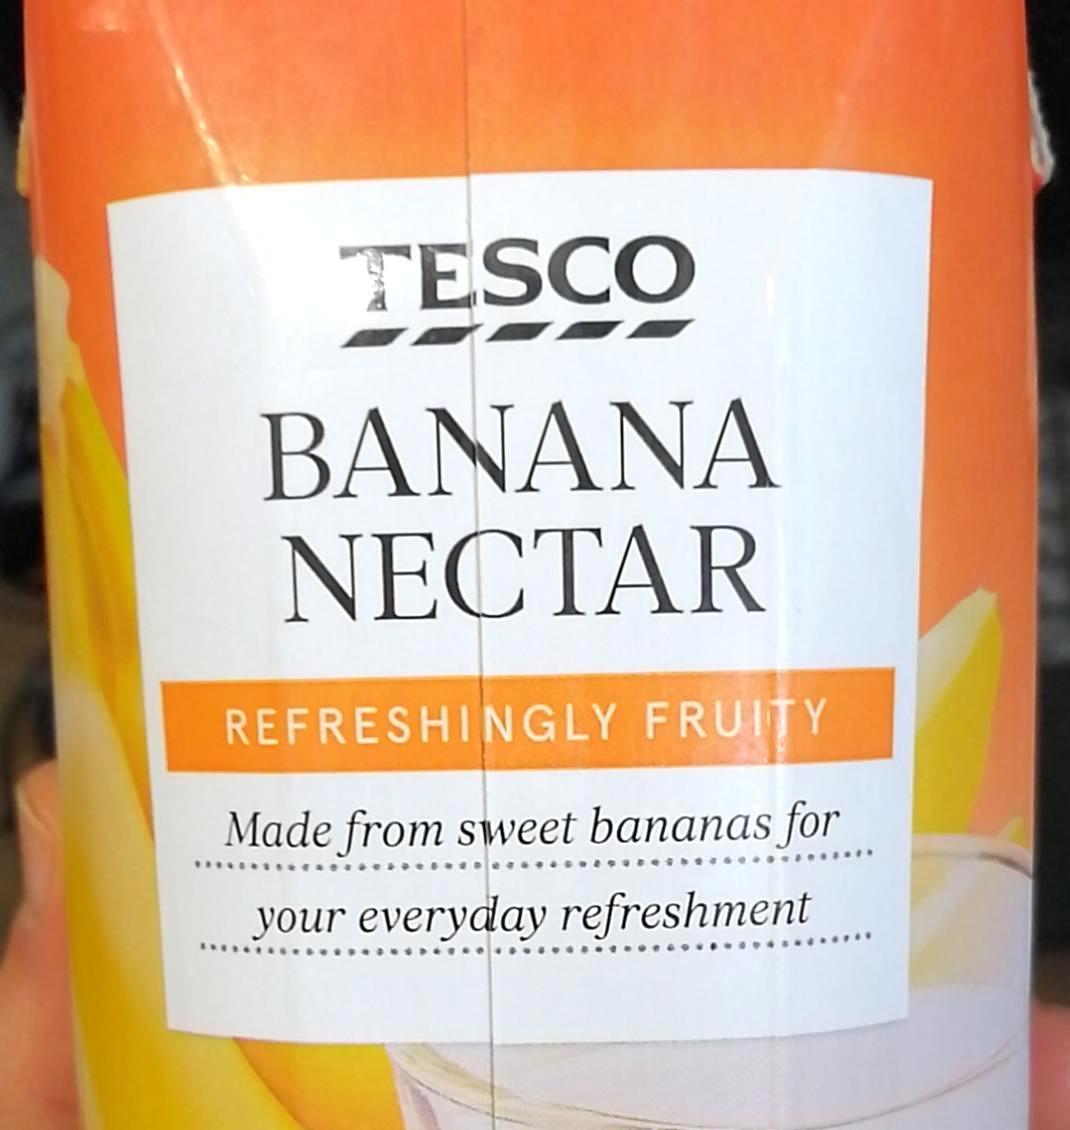 TESCO
BANANA
NECTAR
REFRESHINGLY FRUITY
Made from sweet bananas for
your everyday refreshment